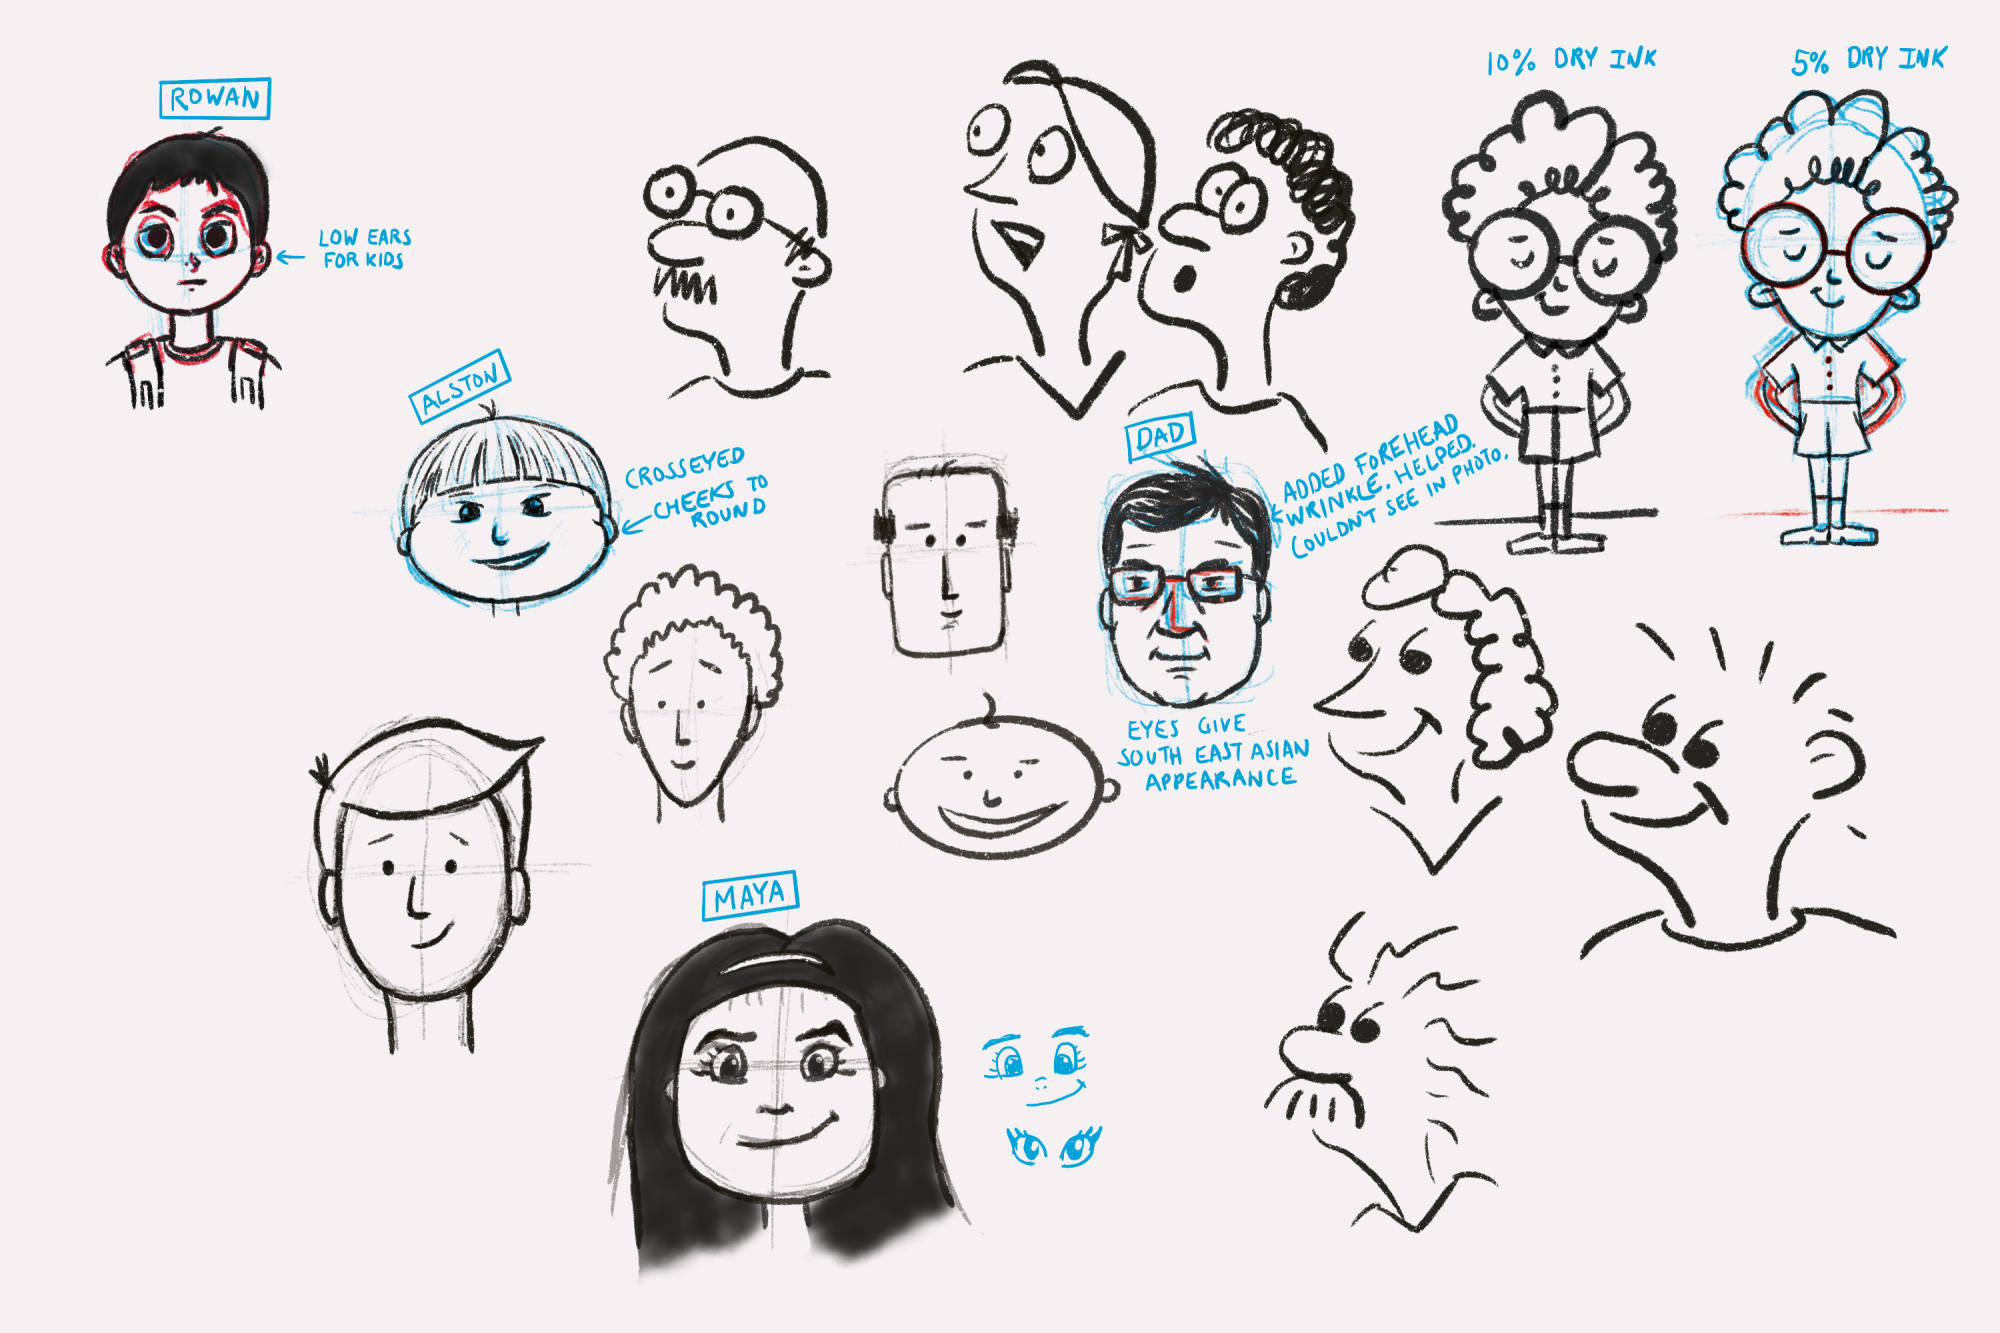 ROWAN
LOW EARS
FOR KIDS
10% DRY INK
5% DRY INK
ALSTON
CROSSEYED
CHEEKS TO
ROUND
DAD
ADDED FOREHEAD
WRINKLE. HELPED.
COULDN'T SEE IN PHOTO.
EYES GIVE
SOUTH EAST ASIAN
APPEARANCE
MAYA